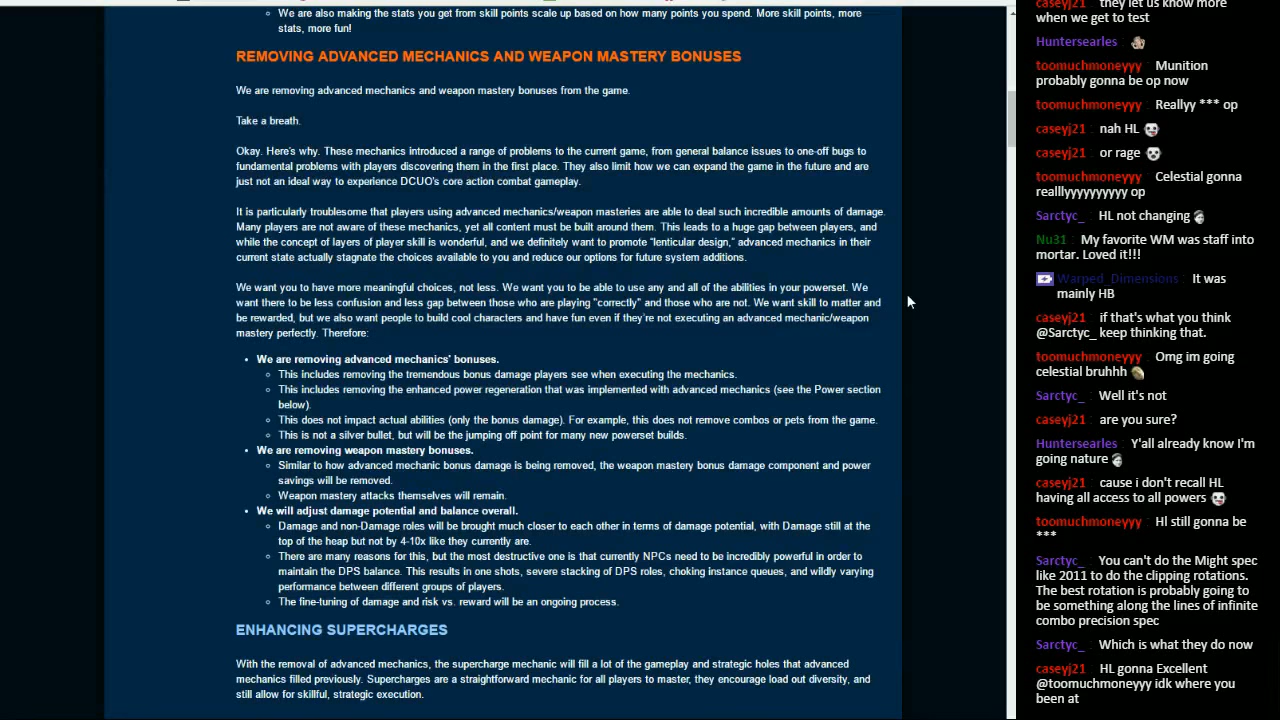 We are also making the stats you get from skill points scale up based on how many points you spend. More skill points, more
stats, more fun!
REMOVING ADVANCED MECHANICS AND WEAPON MASTERY BONUSES
We are removing advanced mechanics and weapon mastery bonuses from the game.
Take a breath.
Okay. Here's why. These mechanics introduced a range of problems to the current game, from general balance issues to one-off bugs to
fundamental problems with players discovering them in the first place. They also limit how we can expand the game in the future and are
just not an ideal way to experience DCUO's core action combat gameplay.
It is particularly troublesome that players using advanced mechanics/weapon masteries are able to deal such incredible amounts of damage.
Many players are not aware of these mechanics, yet all content must be built around them. This leads to a huge gap between players, and
while the concept of layers of player skill is wonderful, and we definitely want to promote "lenticular design," advanced mechanics in their
current state actually stagnate the choices available to you and reduce our options for future system additions.
We want you to have more meaningful choices, not less. We want you to be able to use any and all of the abilities in your powerset. We
want there to be less confusion and less gap between those who are playing "correctly" and those who are not. We want skill to matter and
be rewarded, but we also want people to build cool characters and have fun even if they're not executing an advanced mechanic/weapon
mastery perfectly. Therefore:
We are removing advanced mechanics' bonuses.
This includes removing the tremendous bonus damage players see when executing the mechanics.
This includes removing the enhanced power regeneration that was implemented with advanced mechanics (see the Power section
below).
This does not impact actual abilities (only the bonus damage). For example, this does not remove combos or pets from the game.
This is not a silver bullet, but will be the jumping off point for many new powerset builds.
We are removing weapon mastery bonuses.
Similar to how advanced mechanic bonus damage is being removed, the weapon mastery bonus damage component and power
savings will be removed.
Weapon mastery attacks themselves will remain.
We will adjust damage potential and balance overall.
Damage and non-Damage roles will be brought much closer to each other in terms of damage potential, with Damage still at the
top of the heap but not by 4-10x like they currently are.
There are many reasons for this, but the most destructive one is that currently NPCs need to be incredibly powerful in order to
maintain the DPS balance. This results in one shots, severe stacking of DPS roles, choking instance queues, and wildly varying
performance between different groups of players.
The fine-tuning of damage and risk vs. reward will be an ongoing process.
ENHANCING SUPERCHARGES
With the removal of advanced mechanics, the supercharge mechanic will fill a lot of the gameplay and strategic holes that advanced
mechanics filled previously. Supercharges are a straightforward mechanic for all players to master, they encourage load out diversity, and
still allow for skillful, strategic execution.
caseyj21 : they let us know more
when we get to test
Huntersearles :
toomuchmoneyyy : Munition
probably gonna be op now
toomuchmoneyyy : Reallyy *** op
caseyj21 : nah HL
caseyj21 : or rage
toomuchmoneyyy : Celestial gonna
realllyyyyyyyyyy op
Sarctyc_ : HL not changing
Nu31 : My favorite WM was staff into
mortar. Loved it!!!
Warped_Dimensions : It was
mainly HB
caseyj21 : if that's what you think
@Sarctyc_ keep thinking that.
toomuchmoneyyy : Omg im going
celestial bruhhh
Sarctyc_ : Well it's not
caseyj21 : are you sure?
Huntersearles : Y'all already know I'm
going nature
caseyj21 : cause i don't recall HL
having all access to all powers
toomuchmoneyyy : Hl still gonna be
***
Sarctyc_ : You can't do the Might spec
like 2011 to do the clipping rotations.
The best rotation is probably going to
be something along the lines of infinite
combo precision spec
Sarctyc_ : Which is what they do now
caseyj21 : HL gonna Excellent
@toomuchmoneyyy idk where you
been at